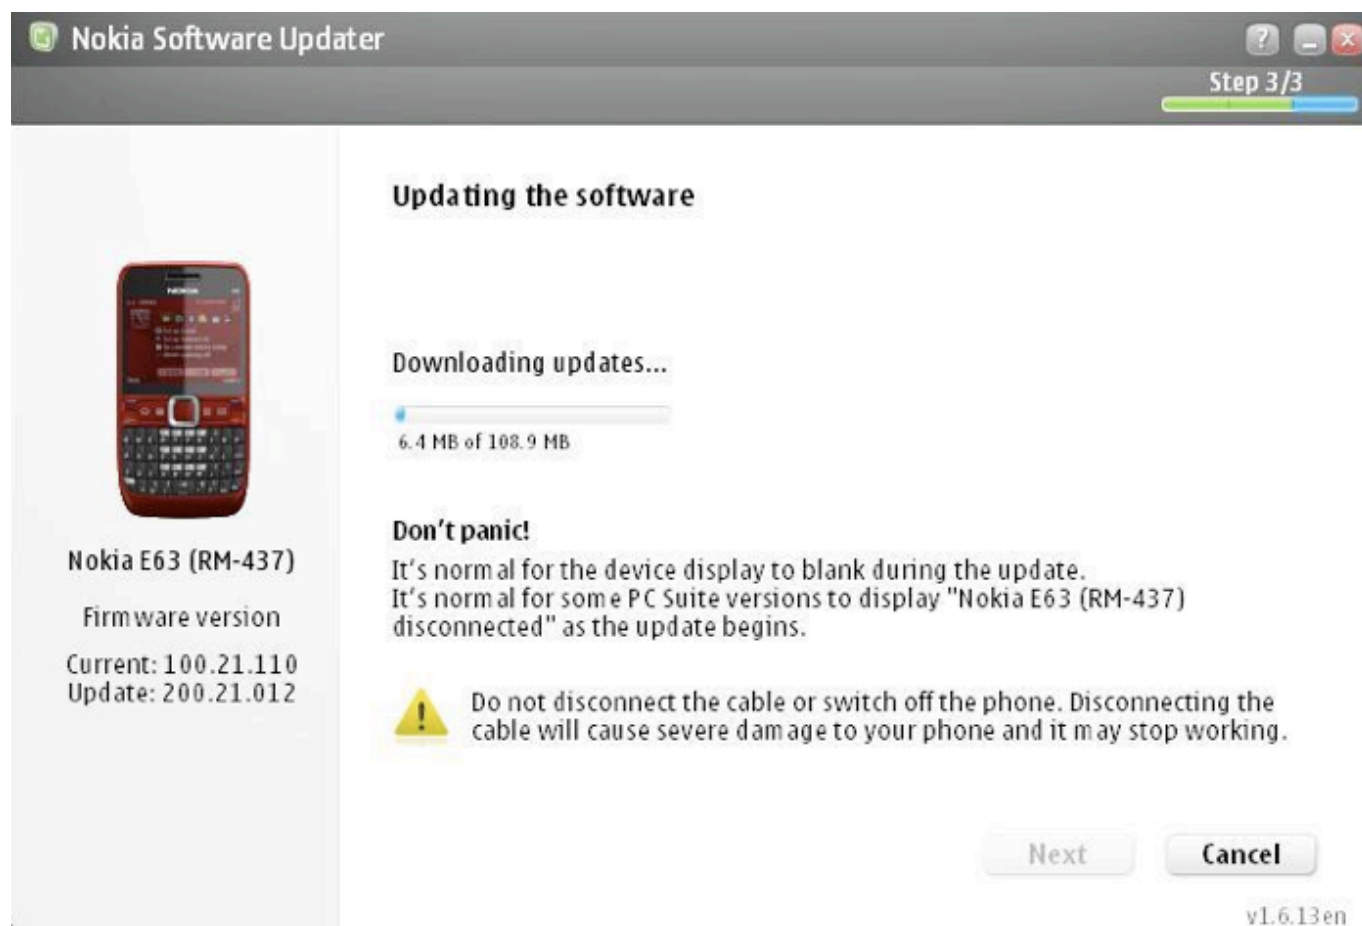 Nokia Software Updater
?
Step 3/3
Updating the software
Downloading updates...
6.4 MB of 108.9 MB
NOKIA
Nokia E63 (RM-437)
Firmware version
Current: 100.21.110
Update: 200.21.012
Don't panic!
It's normal for the device display to blank during the update.
It's normal for some PC Suite versions to display "Nokia E63 (RM-437)
disconnected" as the update begins.
Do not disconnect the cable or switch off the phone. Disconnecting the
cable will cause severe damage to your phone and it may stop working.
Next
Cancel
v1.6.13en